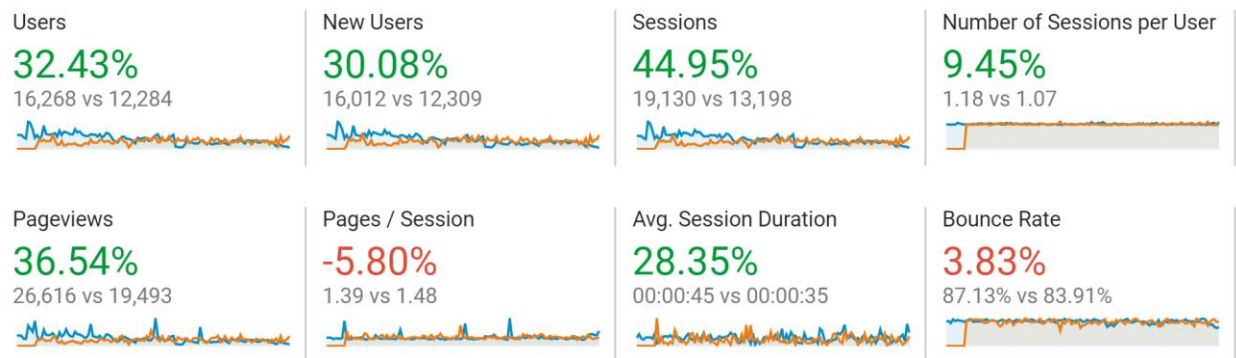 Users
32.43%
16,268 vs 12,284
New Users
30.08%
16,012 vs 12,309
Sessions
44.95%
19,130 vs 13,198
Number of Sessions per User
9.45%
1.18 vs 1.07
Pageviews
36.54%
26,616 vs 19,493
Pages / Session
-5.80%
1.39 vs 1.48
Avg. Session Duration
28.35%
00:00:45 vs 00:00:35
Bounce Rate
3.83%
87.13% vs 83.91%